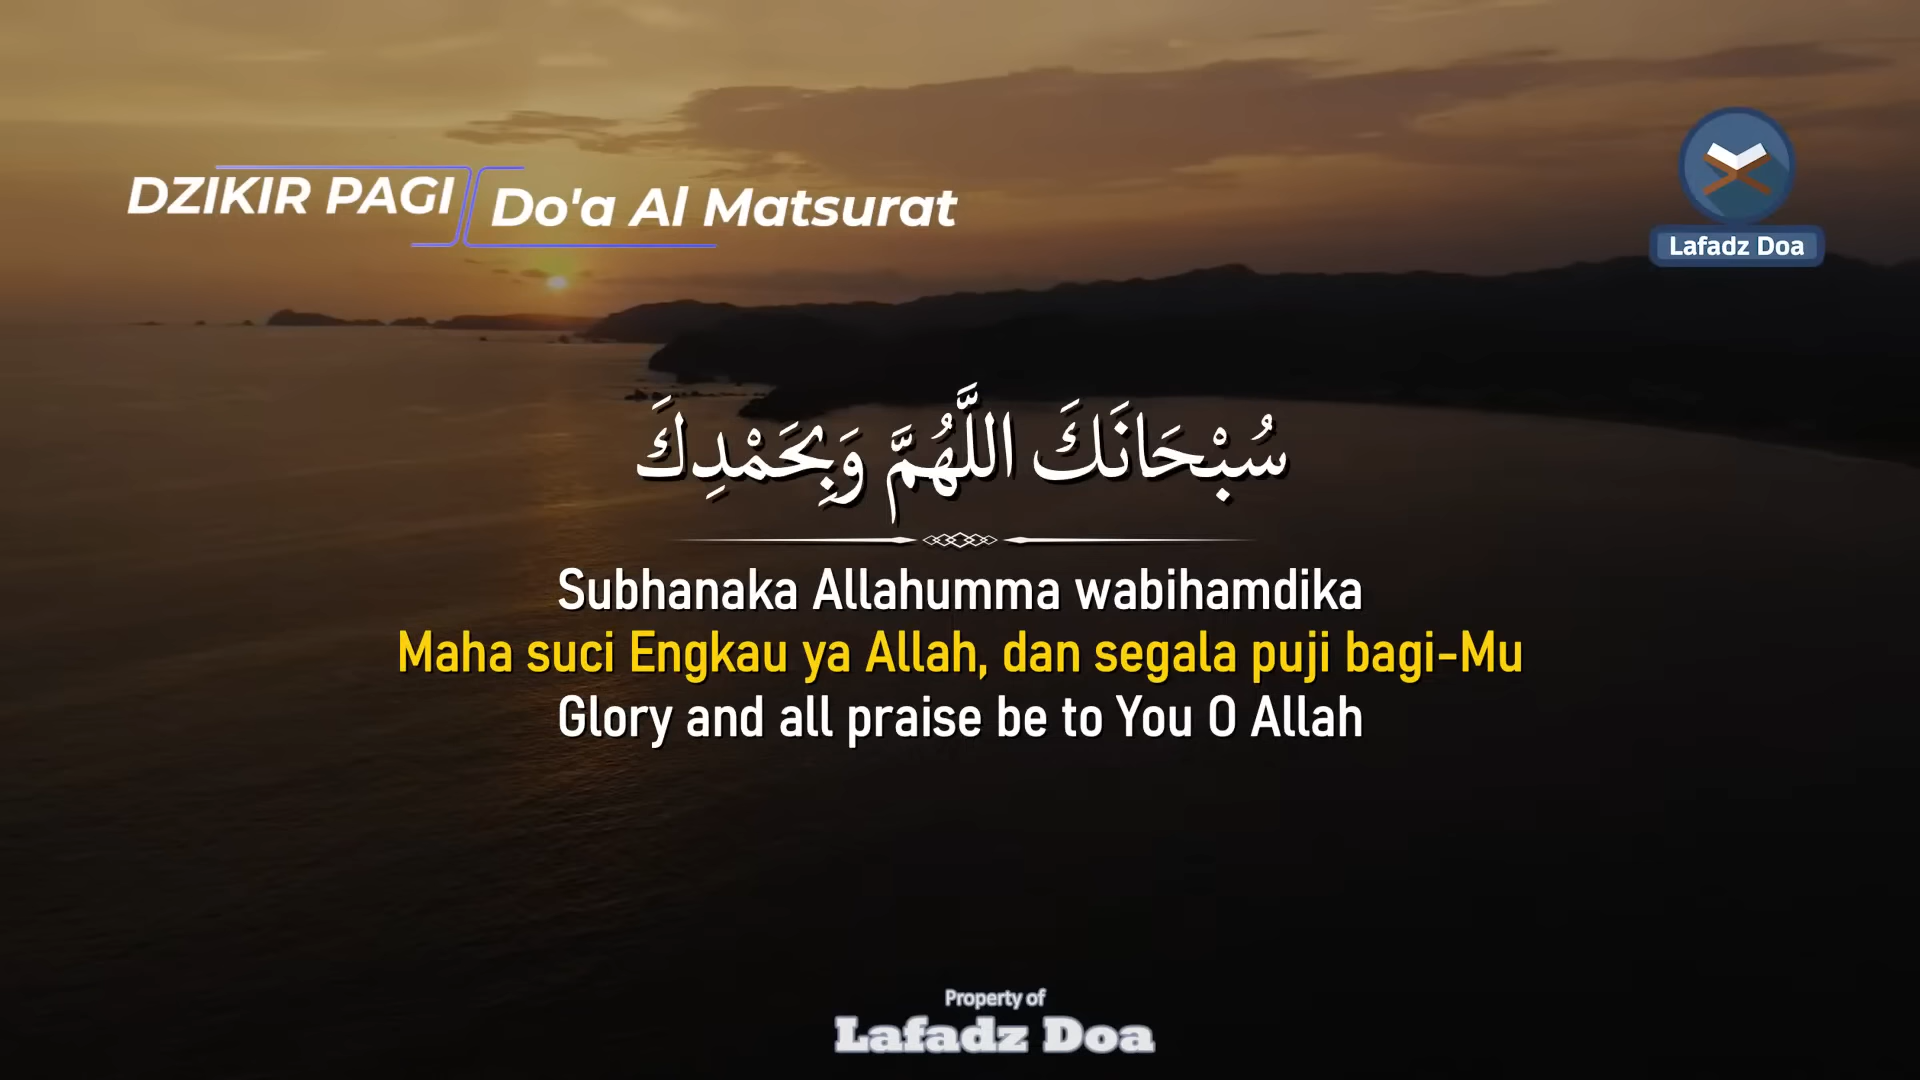 DZIKIR PAGI
Do'a Al Matsurat
Lafadz Doa
سُبْحَانَكَ اللَّهُمَّ وَبِحَمْدِكَ
Subhanaka Allahumma wabihamdika
Maha suci Engkau ya Allah, dan segala puji bagi-Mu
Glory and all praise be to You O Allah
Property of
Lafadz Doa